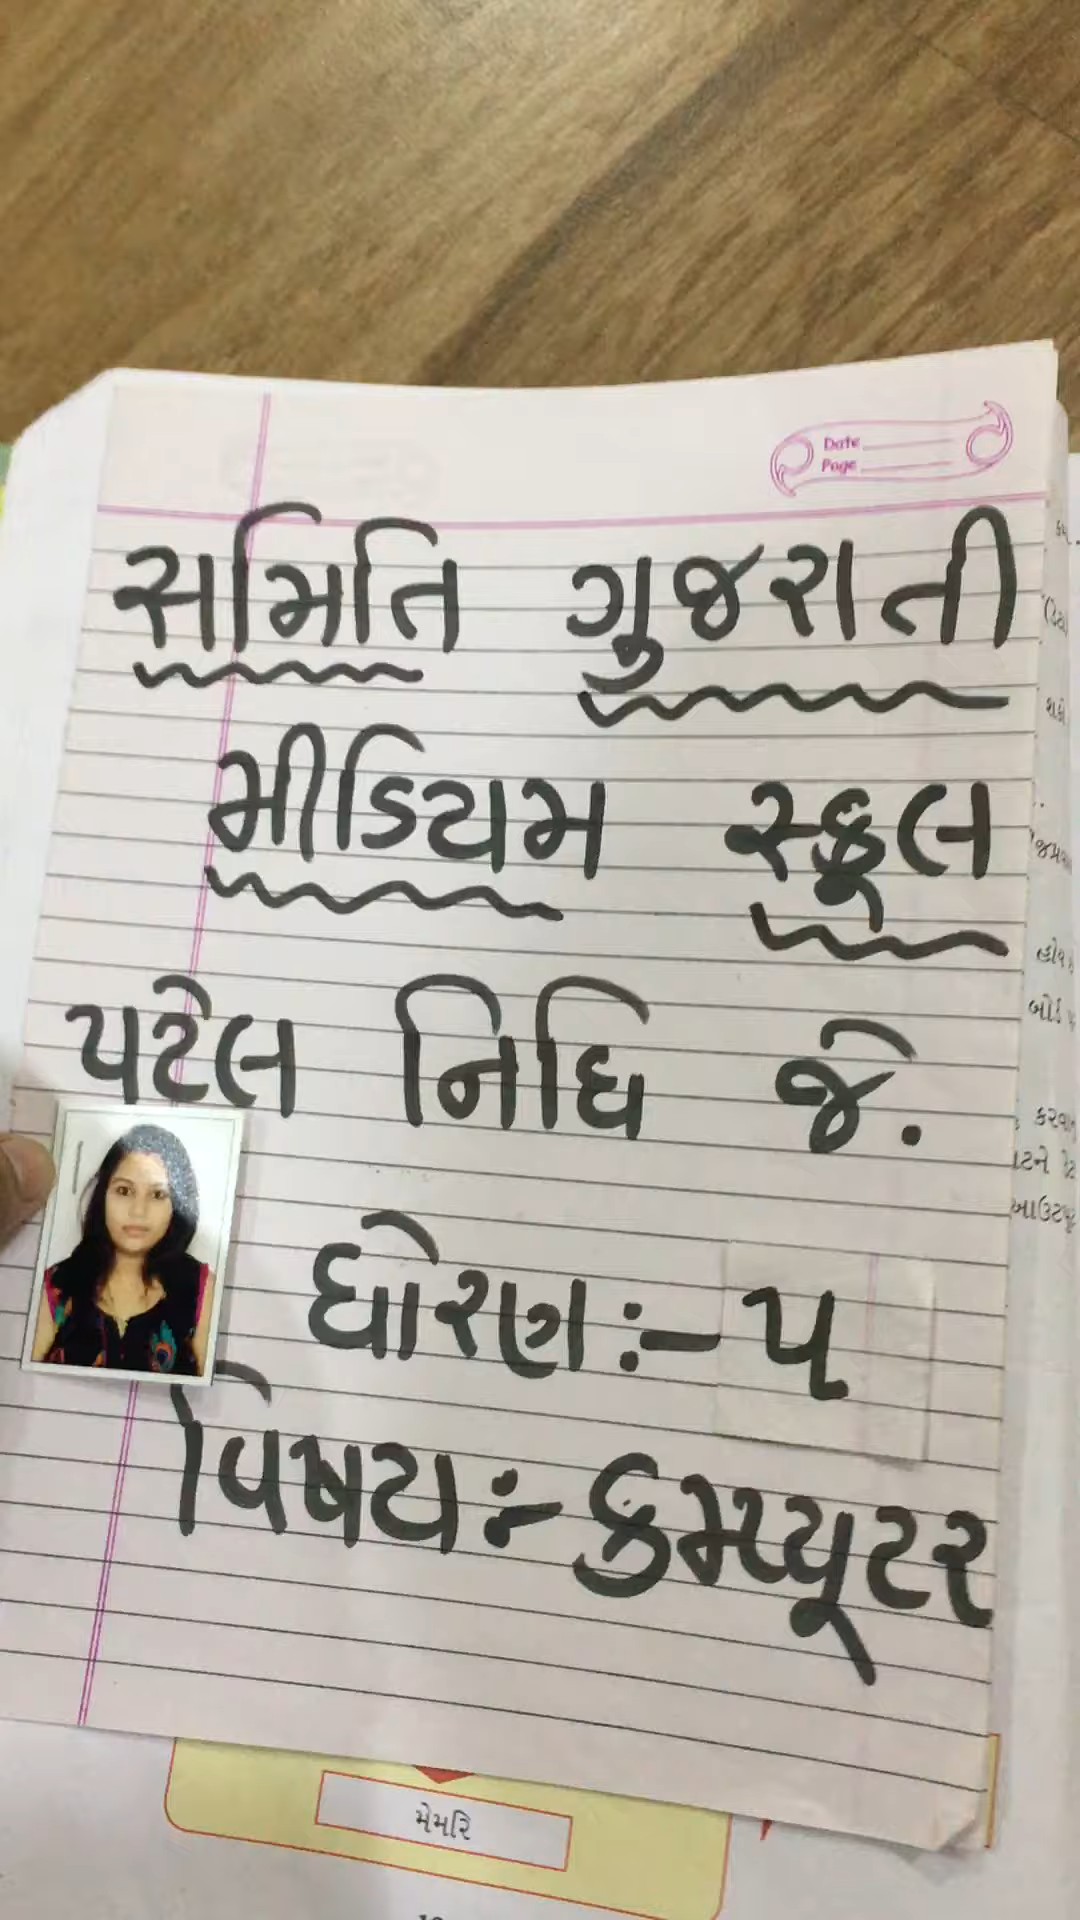 Date
Page
સમિતિ ગુજરાતી
મીડિયમ સ્કૂલ
પટેલ નિધિ જે.
ધોરણ :- ૫
વિષય :- કમ્પ્યૂટર
મેમરિ